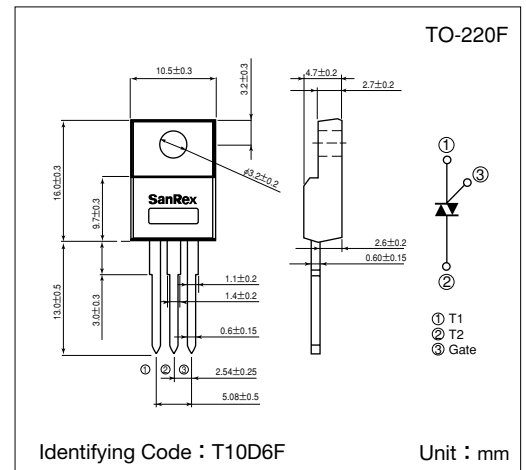 TO-220F
10.5±0.3
3.2±0.3
4.7±0.2
2.7±0.2
16.0±0.3
9.7±0.3
φ3.2±0.2
SanRex
13.0±0.5
3.0±0.3
1.1±0.2
1.4±0.2
0.6±0.15
2.54±0.25
5.08±0.5
① ② ③
2.6±0.2
0.60±0.15
①
③
②
① T1
② T2
③ Gate
Identifying Code：T10D6F
Unit：mm